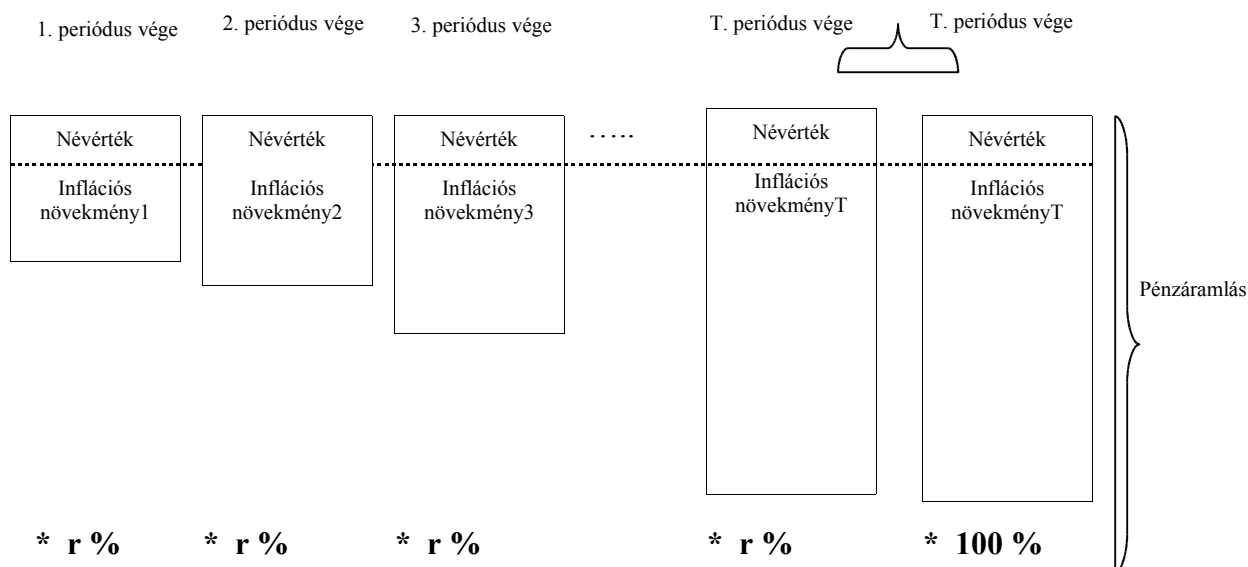 1. periódus vége
2. periódus vége
3. periódus vége
T. periódus vége
T. periódus vége
Névérték
Névérték
Névérték
.....
Névérték
Névérték
Inflációs
növekmény1
Inflációs
növekmény2
Inflációs
növekmény3
Inflációs
növekményT
Inflációs
növekményT
Pénzáramlás
* r %
* r %
* r %
* r %
* 100 %